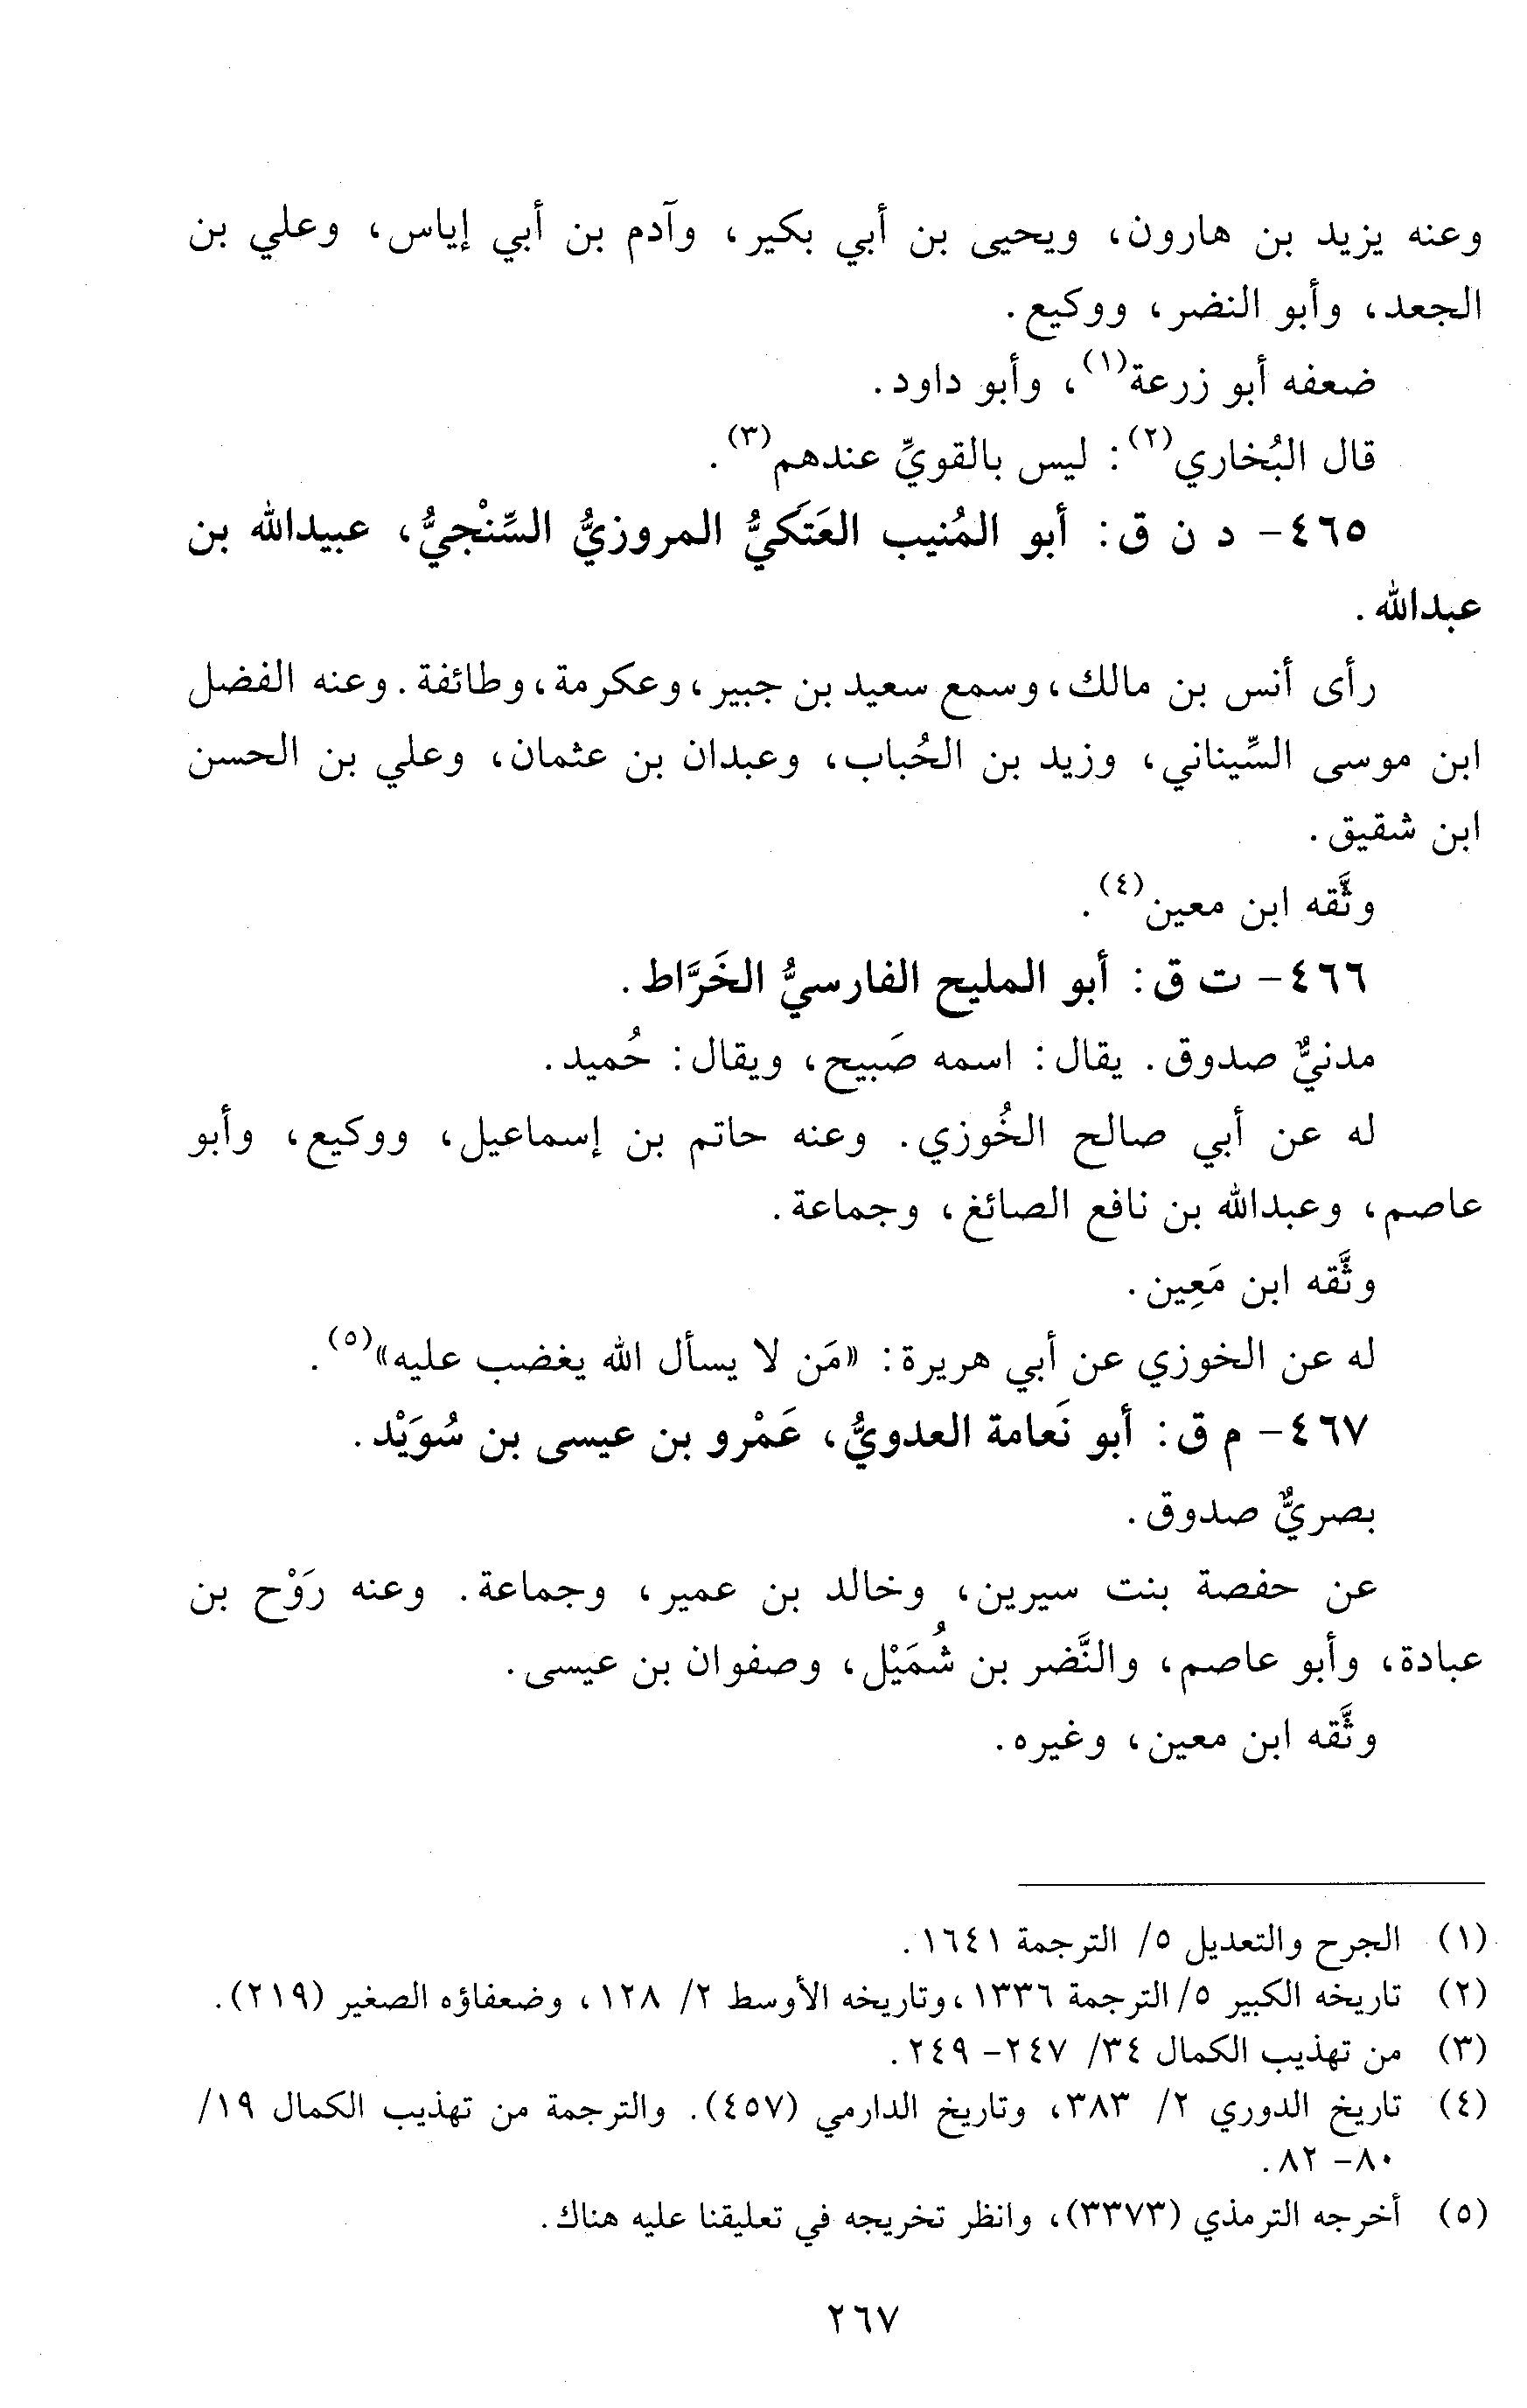 وعنه يزيد بن هارون، ويحيى بن أبي بكير، وآدم بن أبي إياس، وعلي بن
الجعد، وأبو النضر، ووكيع.
ضعفه أبو زرعة(١)، وأبو داود.
قال البُخاري(٢): ليس بالقويِّ عندهم(٣).
٤٦٥- د ن ق: أبو المُنيب العَتَكيُّ المروزيُّ السِّنْجيُّ، عبيدالله بن
عبدالله.
رأى أنس بن مالك، وسمع سعيد بن جبير، وعكرمة، وطائفة. وعنه الفضل
ابن موسى السِّيناني، وزيد بن الحُباب، وعبدان بن عثمان، وعلي بن الحسن
ابن شقيق.
وثَّقه ابن معين(٤).
٤٦٦- ت ق: أبو المليح الفارسيُّ الخَرَّاط.
مدنيٌّ صدوق. يقال: اسمه صَبيح، ويقال: حُميد.
له عن أبي صالح الخُوزي. وعنه حاتم بن إسماعيل، ووكيع، وأبو
عاصم، وعبدالله بن نافع الصائغ، وجماعة.
وثَّقه ابن مَعِين.
له عن الخوزي عن أبي هريرة: «مَن لا يسأل الله يغضب عليه»(٥).
٤٦٧- م ق: أبو نَعامة العدويُّ، عَمْرو بن عيسى بن سُوَيْد.
بصريٌّ صدوق.
عن حفصة بنت سيرين، وخالد بن عمير، وجماعة. وعنه رَوْح بن
عبادة، وأبو عاصم، والنَّضر بن شُمَيْل، وصفوان بن عيسى.
وثَّقه ابن معين، وغيره.
(١) الجرح والتعديل ٥/ الترجمة ١٦٤١.
(٢) تاريخه الكبير ٥/ الترجمة ١٣٣٦، وتاريخه الأوسط ٢/ ١٢٨، وضعفاؤه الصغير (٢١٩).
(٣) من تهذيب الكمال ٣٤/ ٢٤٧- ٢٤٩.
(٤) تاريخ الدوري ٢/ ٣٨٣، وتاريخ الدارمي (٤٥٧). والترجمة من تهذيب الكمال ١٩/
٨٠- ٨٢.
(٥) أخرجه الترمذي (٣٣٧٣)، وانظر تخريجه في تعليقنا عليه هناك.
٢٦٧